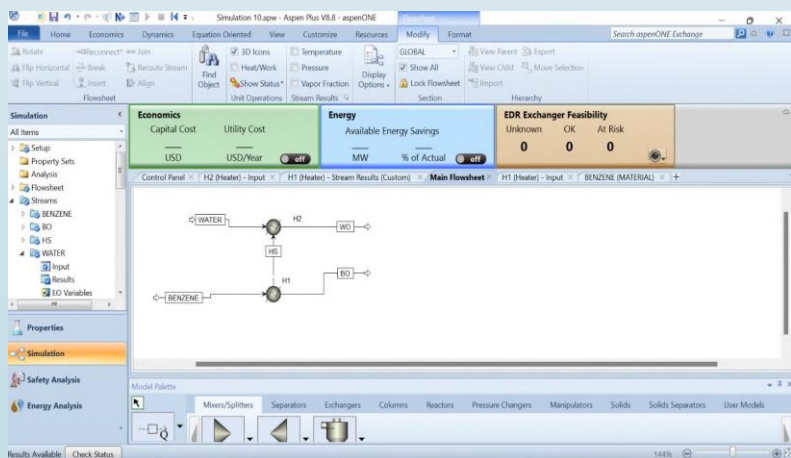 Simulation 10.apw - Aspen Plus V8.8 - aspenONE
Flowsheet
File Home Economics Dynamics Equation Oriented View Customize Resources Modify Format Search aspenONE Exchange
Rotate Reconnect Join
Flip Horizontal Break Reroute Stream
Flip Vertical Insert Align
Flowsheet
Find Object
3D Icons
Heat/Work
Show Status
Unit Operations
Temperature
Pressure
Vapor Fraction
Stream Results
Display Options
GLOBAL
Show All
Lock Flowsheet
Section
View Parent Export
View Child Move Selection
Import
Hierarchy
Simulation
All Items
Setup
Property Sets
Analysis
Flowsheet
Streams
BENZENE
BO
HS
WATER
Input
Results
EO Variables
Properties
Simulation
Safety Analysis
Energy Analysis
Economics
Capital Cost Utility Cost
USD USD/Year off
Energy
Available Energy Savings
MW % of Actual off
EDR Exchanger Feasibility
Unknown OK At Risk
0 0 0
Control Panel H2 (Heater) - Input H1 (Heater) - Stream Results (Custom) Main Flowsheet H1 (Heater) - Input BENZENE (MATERIAL) +
WATER H2 WO
HS
H1 BO
BENZENE
Model Palette
Mixers/Splitters Separators Exchangers Columns Reactors Pressure Changers Manipulators Solids Solids Separators User Models
Q
Results Available Check Status 144%